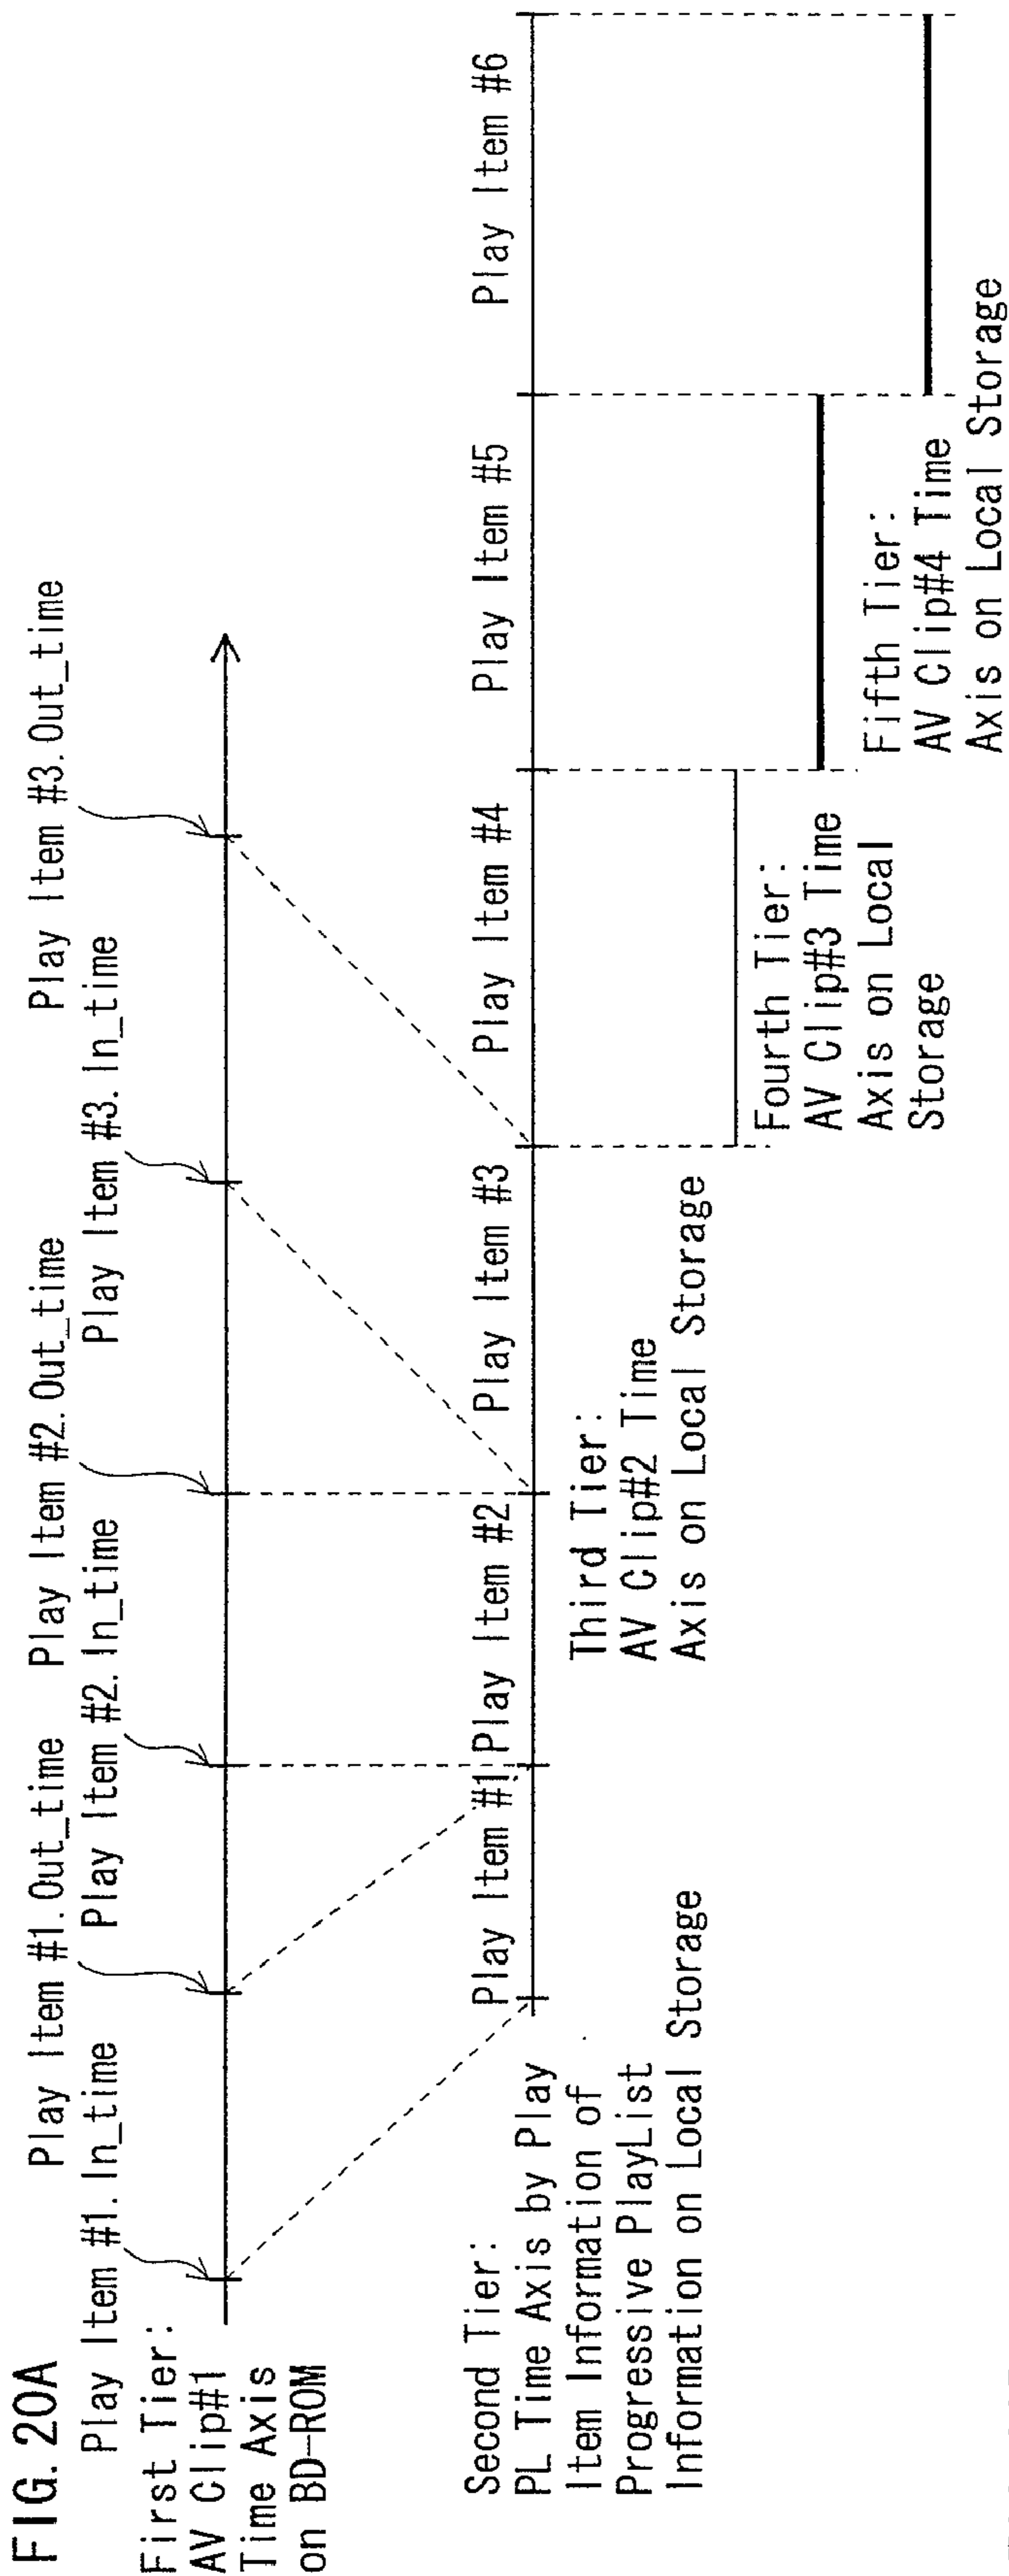 FIG. 20A
Play Item #1. Out_time
Play Item #2. Out_time
Play Item #3. Out_time
Play Item #1. In_time
Play Item #2. In_time
Play Item #3. In_time
First Tier:
AV Clip#1
Time Axis
on BD-ROM
Play Item #1
Play Item #2
Play Item #3
Play Item #4
Play Item #5
Play Item #6
Second Tier:
PL Time Axis by Play
Item Information of
Progressive PlayList
Information on Local Storage
Third Tier:
AV Clip#2 Time
Axis on Local Storage
Fourth Tier:
AV Clip#3 Time
Axis on Local
Storage
Fifth Tier:
AV Clip#4 Time
Axis on Local Storage